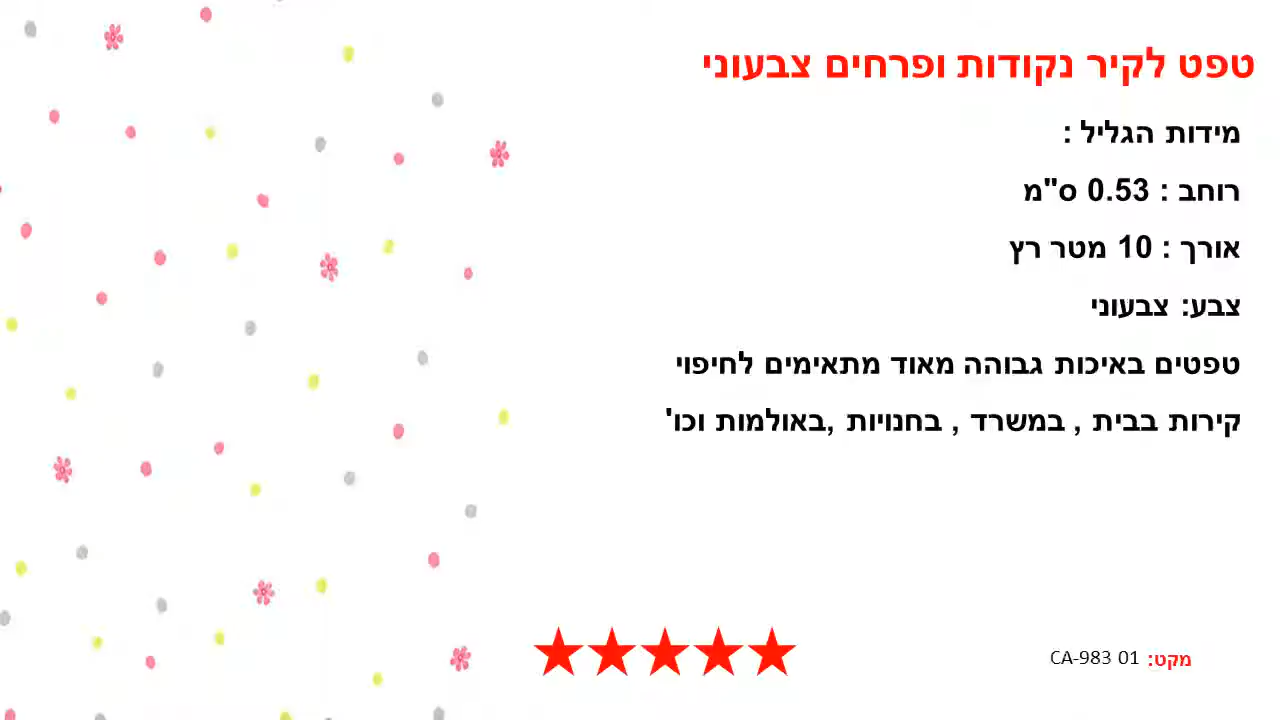 טפט לקיר נקודות ופרחים צבעוני
מידות הגליל :
רוחב : 0.53 ס"מ
אורך : 10 מטר רץ
צבע: צבעוני
טפטים באיכות גבוהה מאוד מתאימים לחיפוי
קירות בבית , במשרד , בחנויות ,באולמות וכו'
מקט: CA-983 01